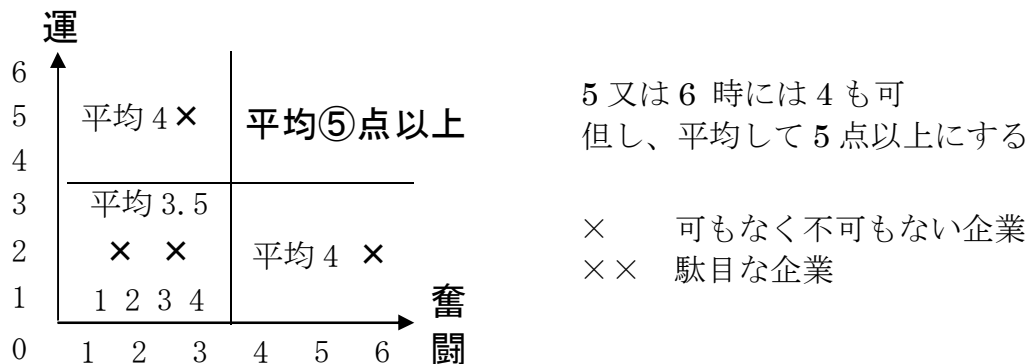 運
6
5
4
3
2
1
0
平均 4 ×
平均⑤点以上
平均 3.5
× ×
1 2 3 4
平均 4 ×
1 2 3 4 5 6
奮
闘
5 又は 6 時には 4 も可
但し、平均して 5 点以上にする
× 可もなく不可もない企業
×× 駄目な企業